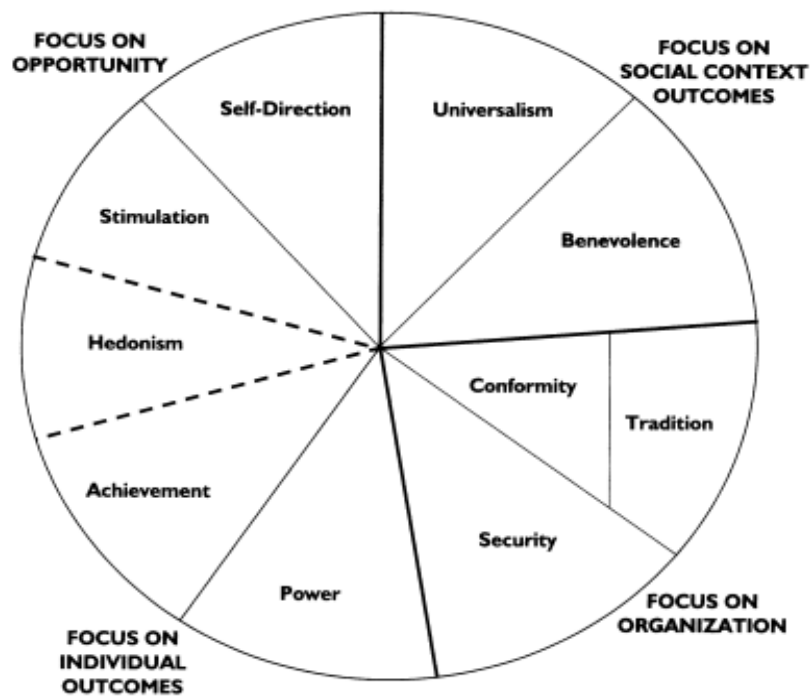 FOCUS ON
OPPORTUNITY
FOCUS ON
SOCIAL CONTEXT
OUTCOMES
Self-Direction
Universalism
Stimulation
Benevolence
Hedonism
Conformity
Tradition
Achievement
Security
Power
FOCUS ON
INDIVIDUAL
OUTCOMES
FOCUS ON
ORGANIZATION